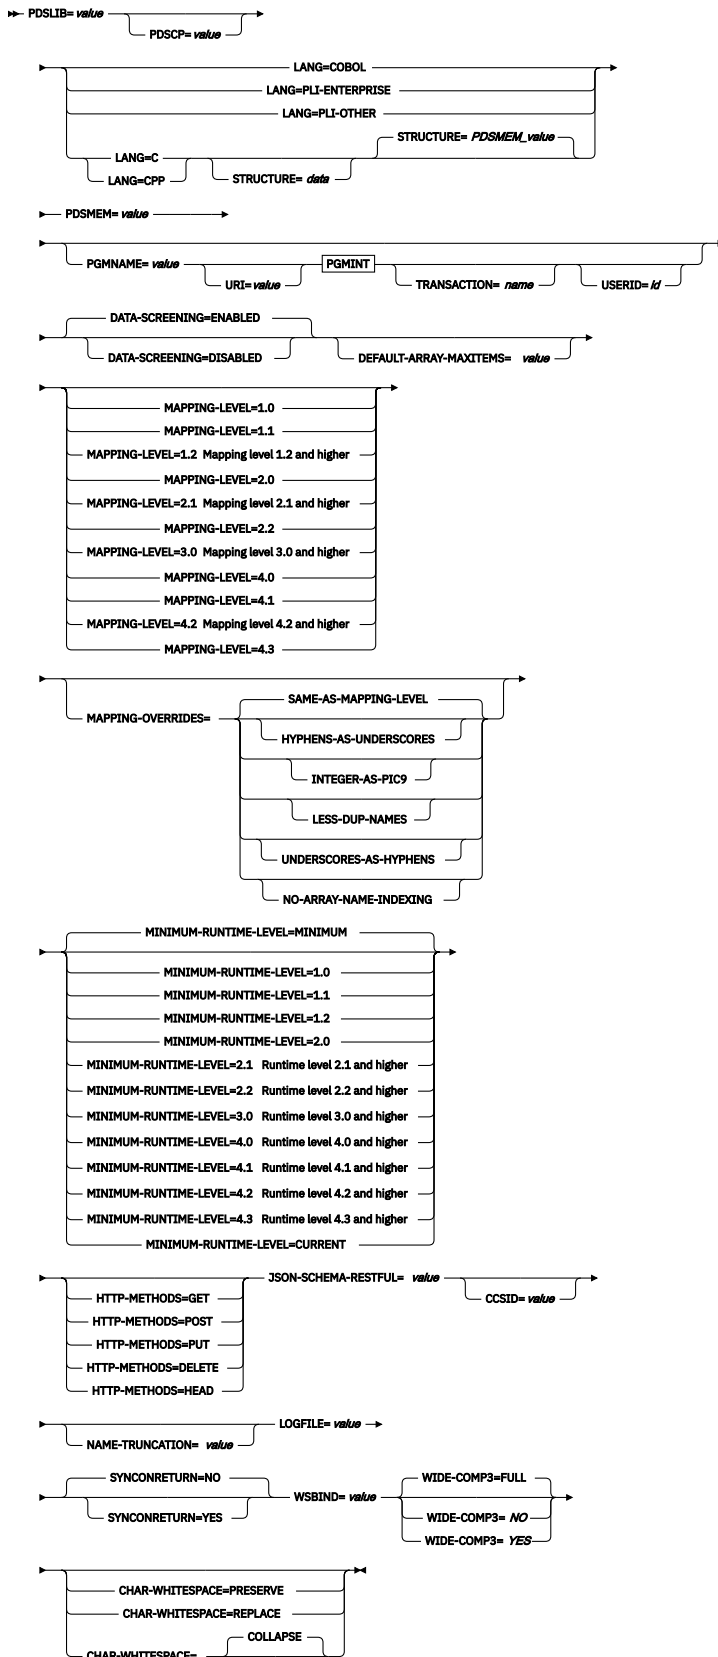 PDSLIB= value
PDSCP= value
LANG=COBOL
LANG=PLI-ENTERPRISE
LANG=PLI-OTHER
STRUCTURE= PDSMEM_value
LANG=C
LANG=CPP
STRUCTURE= data
PDSMEM= value
PGMNAME= value
URI= value
PGMINT
TRANSACTION= name
USERID= id
DATA-SCREENING=ENABLED
DATA-SCREENING=DISABLED
DEFAULT-ARRAY-MAXITEMS= value
MAPPING-LEVEL=1.0
MAPPING-LEVEL=1.1
MAPPING-LEVEL=1.2 Mapping level 1.2 and higher
MAPPING-LEVEL=2.0
MAPPING-LEVEL=2.1 Mapping level 2.1 and higher
MAPPING-LEVEL=2.2
MAPPING-LEVEL=3.0 Mapping level 3.0 and higher
MAPPING-LEVEL=4.0
MAPPING-LEVEL=4.1
MAPPING-LEVEL=4.2 Mapping level 4.2 and higher
MAPPING-LEVEL=4.3
SAME-AS-MAPPING-LEVEL
MAPPING-OVERRIDES=
HYPHENS-AS-UNDERSCORES
INTEGER-AS-PIC9
LESS-DUP-NAMES
UNDERSCORES-AS-HYPHENS
NO-ARRAY-NAME-INDEXING
MINIMUM-RUNTIME-LEVEL=MINIMUM
MINIMUM-RUNTIME-LEVEL=1.0
MINIMUM-RUNTIME-LEVEL=1.1
MINIMUM-RUNTIME-LEVEL=1.2
MINIMUM-RUNTIME-LEVEL=2.0
MINIMUM-RUNTIME-LEVEL=2.1 Runtime level 2.1 and higher
MINIMUM-RUNTIME-LEVEL=2.2 Runtime level 2.2 and higher
MINIMUM-RUNTIME-LEVEL=3.0 Runtime level 3.0 and higher
MINIMUM-RUNTIME-LEVEL=4.0 Runtime level 4.0 and higher
MINIMUM-RUNTIME-LEVEL=4.1 Runtime level 4.1 and higher
MINIMUM-RUNTIME-LEVEL=4.2 Runtime level 4.2 and higher
MINIMUM-RUNTIME-LEVEL=4.3 Runtime level 4.3 and higher
MINIMUM-RUNTIME-LEVEL=CURRENT
JSON-SCHEMA-RESTFUL= value
CCSID= value
HTTP-METHODS=GET
HTTP-METHODS=POST
HTTP-METHODS=PUT
HTTP-METHODS=DELETE
HTTP-METHODS=HEAD
LOGFILE= value
NAME-TRUNCATION= value
SYNCONRETURN=NO
SYNCONRETURN=YES
WSBIND= value
WIDE-COMP3=FULL
WIDE-COMP3= NO
WIDE-COMP3= YES
CHAR-WHITESPACE=PRESERVE
CHAR-WHITESPACE=REPLACE
COLLAPSE
CHAR-WHITESPACE=